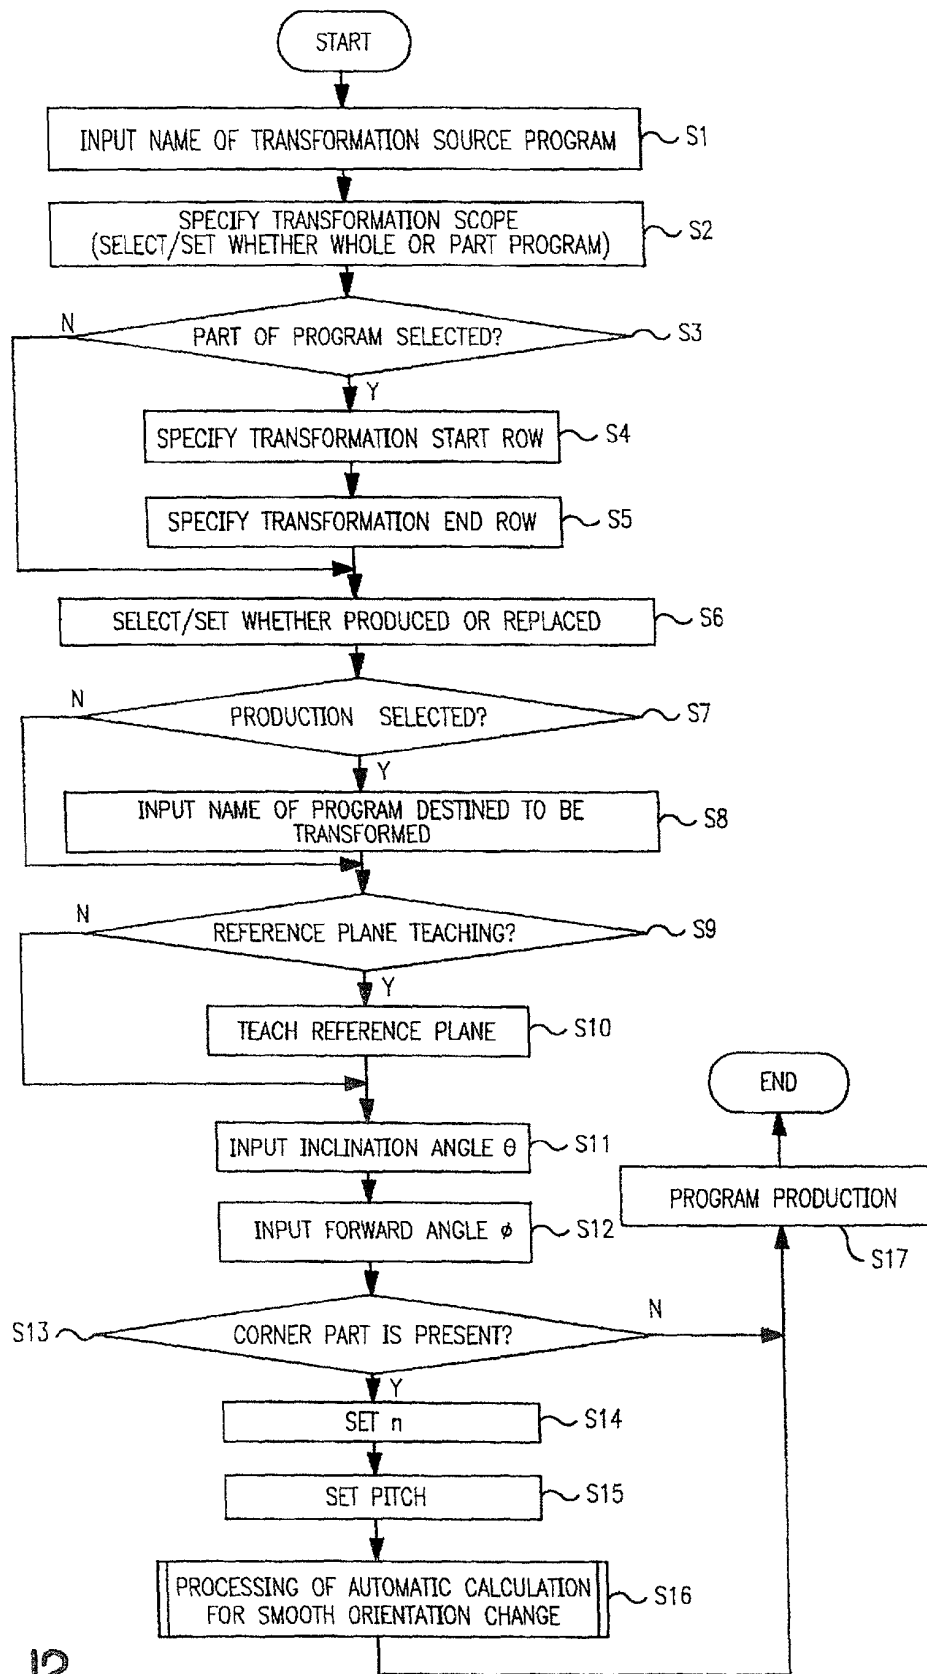 START
INPUT NAME OF TRANSFORMATION SOURCE PROGRAM
S1
SPECIFY TRANSFORMATION SCOPE
(SELECT/SET WHETHER WHOLE OR PART PROGRAM)
S2
N
PART OF PROGRAM SELECTED?
S3
Y
SPECIFY TRANSFORMATION START ROW
S4
SPECIFY TRANSFORMATION END ROW
S5
SELECT/SET WHETHER PRODUCED OR REPLACED
S6
N
PRODUCTION SELECTED?
S7
Y
INPUT NAME OF PROGRAM DESTINED TO BE
TRANSFORMED
S8
N
REFERENCE PLANE TEACHING?
S9
Y
TEACH REFERENCE PLANE
S10
END
INPUT INCLINATION ANGLE θ
S11
PROGRAM PRODUCTION
S17
INPUT FORWARD ANGLE ϕ
S12
S13
CORNER PART IS PRESENT?
N
Y
SET n
S14
SET PITCH
S15
PROCESSING OF AUTOMATIC CALCULATION
FOR SMOOTH ORIENTATION CHANGE
S16
12